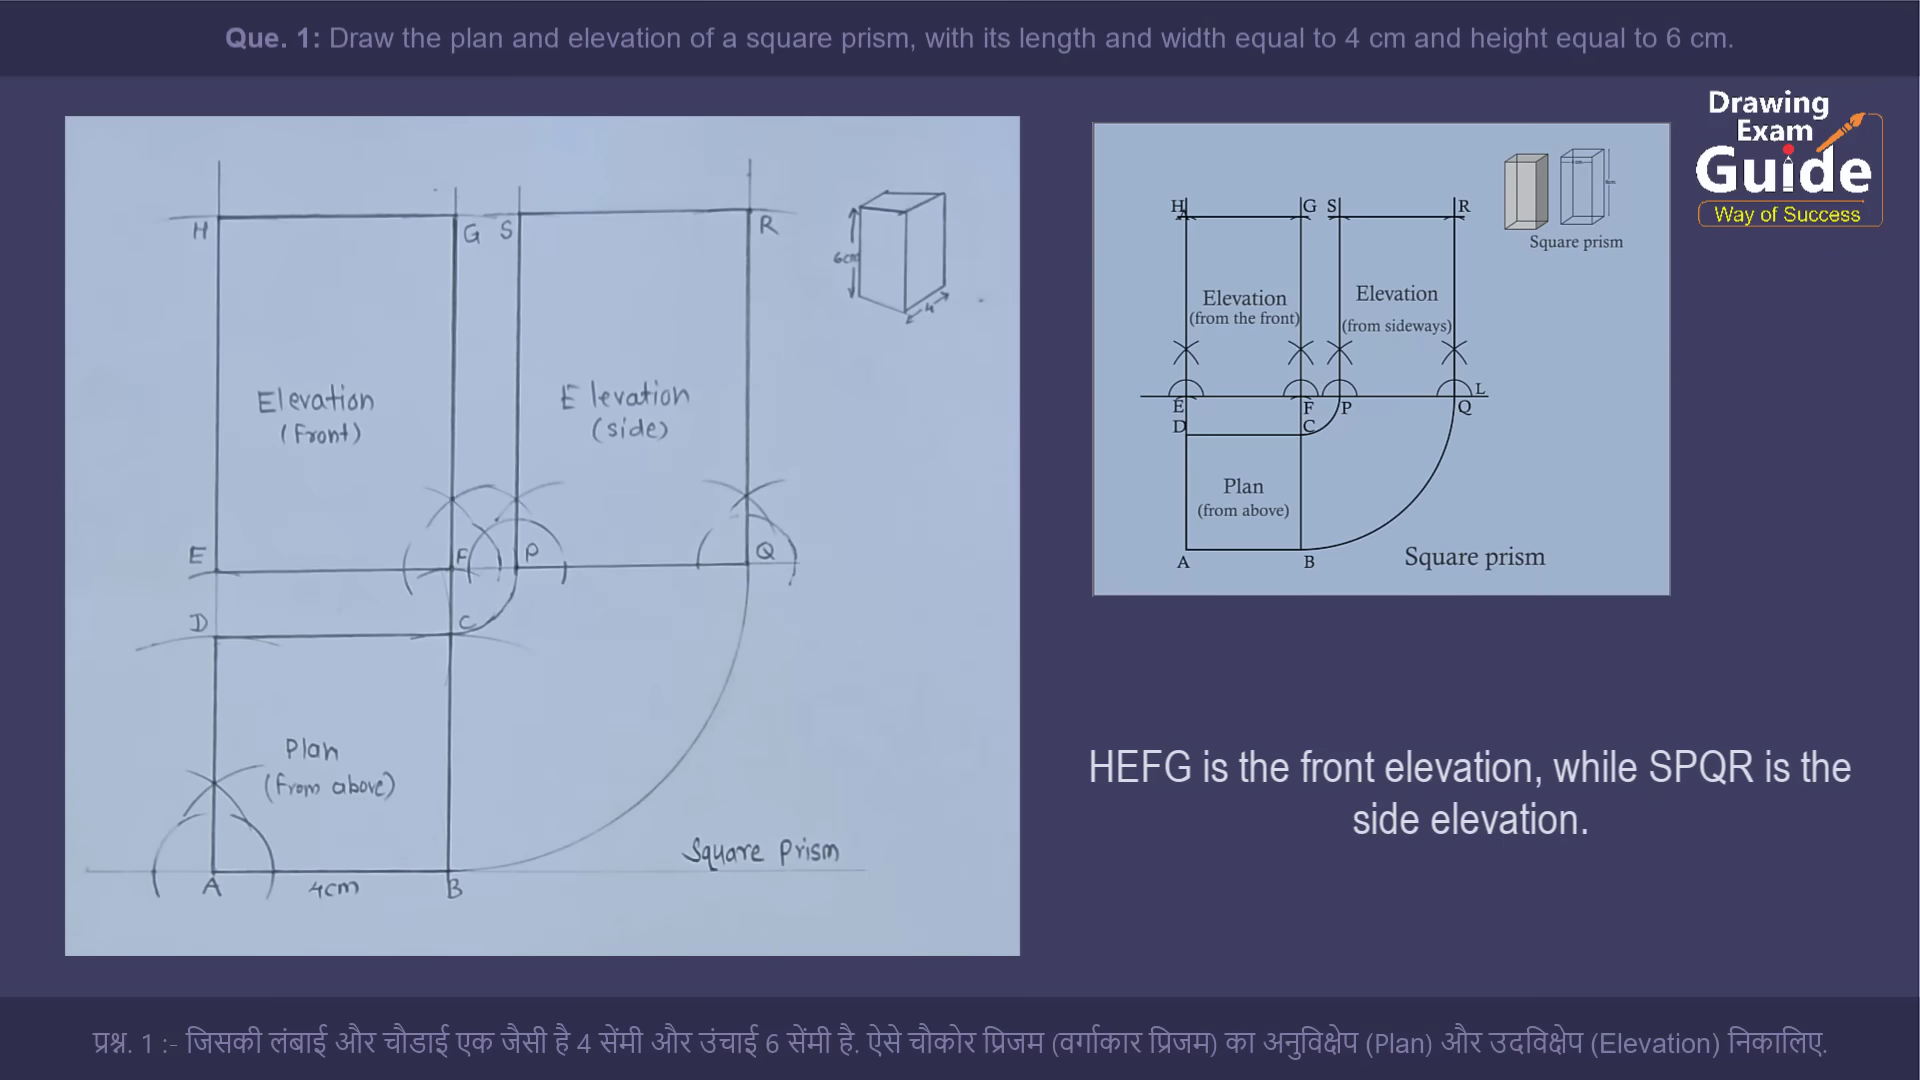 Que. 1: Draw the plan and elevation of a square prism, with its length and width equal to 4 cm and height equal to 6 cm.
Drawing
Exam
Guide
Way of Success
H
G
S
R
6cm
4
Elevation
(Front)
Elevation
(side)
E
F
P
Q
D
C
Plan
(From above)
Square Prism
A
4cm
B
H
G
S
R
Square prism
Elevation
(from the front)
Elevation
(from sideways)
L
E
F
P
Q
D
C
Plan
(from above)
A
B
Square prism
HEFG is the front elevation, while SPQR is the
side elevation.
प्रश्न. 1 :- जिसकी लंबाई और चौडाई एक जैसी है 4 सेंमी और उंचाई 6 सेंमी है. ऐसे चौकोर प्रिजम (वर्गाकार प्रिजम) का अनुविक्षेप (Plan) और उदविक्षेप (Elevation) निकालिए.